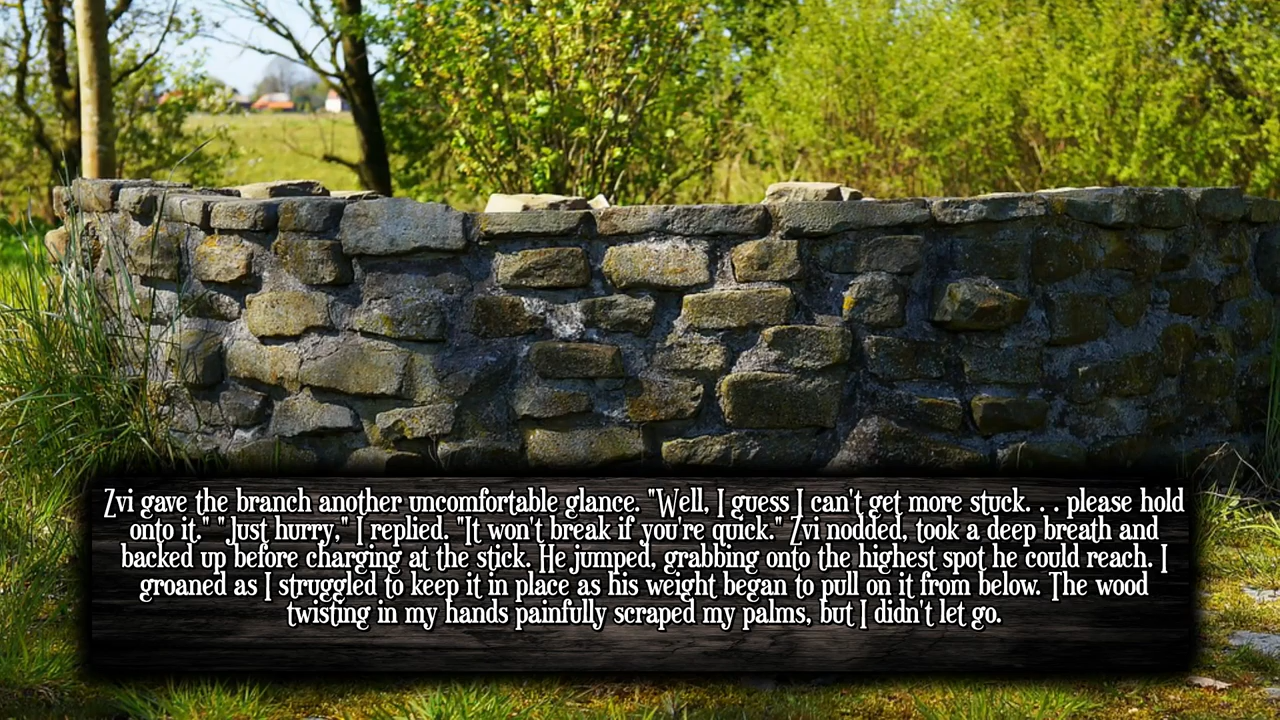 Zvi gave the branch another uncomfortable glance. "Well, I guess I can't get more stuck. . . please hold
onto it." "Just hurry," I replied. "It won't break if you're quick." Zvi nodded, took a deep breath and
backed up before charging at the stick. He jumped, grabbing onto the highest spot he could reach. I
groaned as I struggled to keep it in place as his weight began to pull on it from below. The wood
twisting in my hands painfully scraped my palms, but I didn't let go.